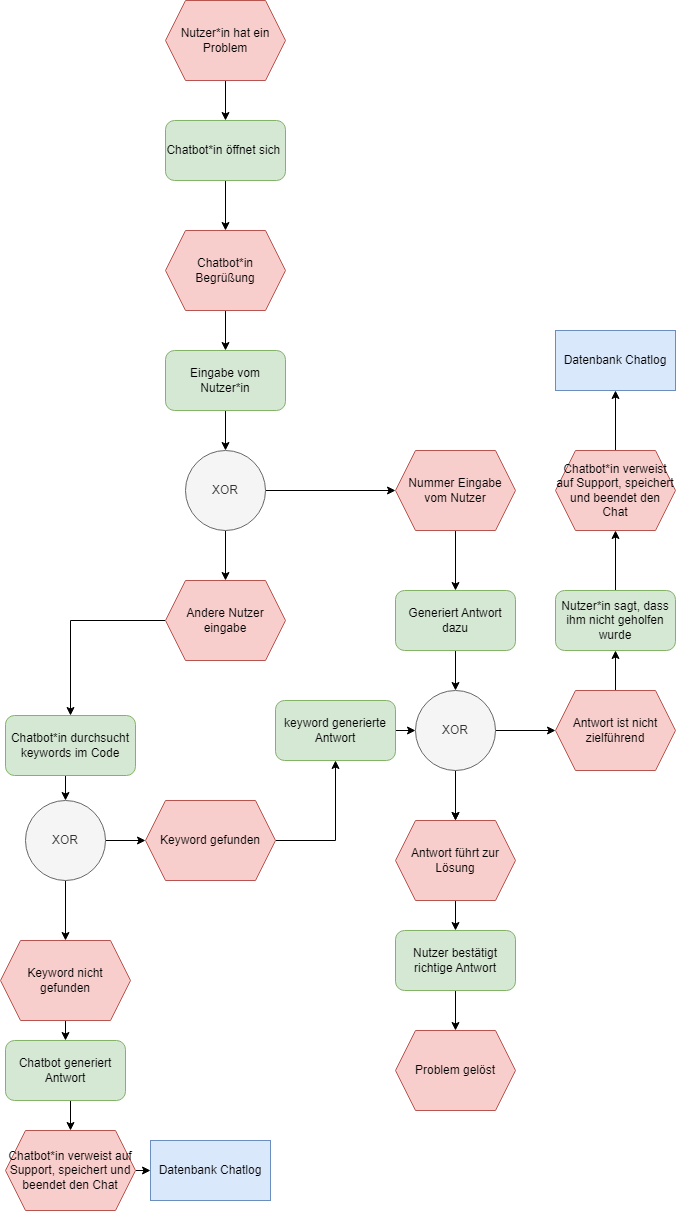 Nutzer*in hat ein
Problem
Chatbot*in öffnet sich
Chatbot*in
Begrüßung
Eingabe vom
Nutzer*in
XOR
Nummer Eingabe
vom Nutzer
Chatbot*in verweist
auf Support, speichert
und beendet den
Chat
Datenbank Chatlog
Andere Nutzer
eingabe
Generiert Antwort
dazu
Nutzer*in sagt, dass
ihm nicht geholfen
wurde
Chatbot*in durchsucht
keywords im Code
keyword generierte
Antwort
XOR
Antwort ist nicht
zielführend
XOR
Keyword gefunden
Antwort führt zur
Lösung
Keyword nicht
gefunden
Nutzer bestätigt
richtige Antwort
Chatbot generiert
Antwort
Problem gelöst
Chatbot*in verweist auf
Support, speichert und
beendet den Chat
Datenbank Chatlog